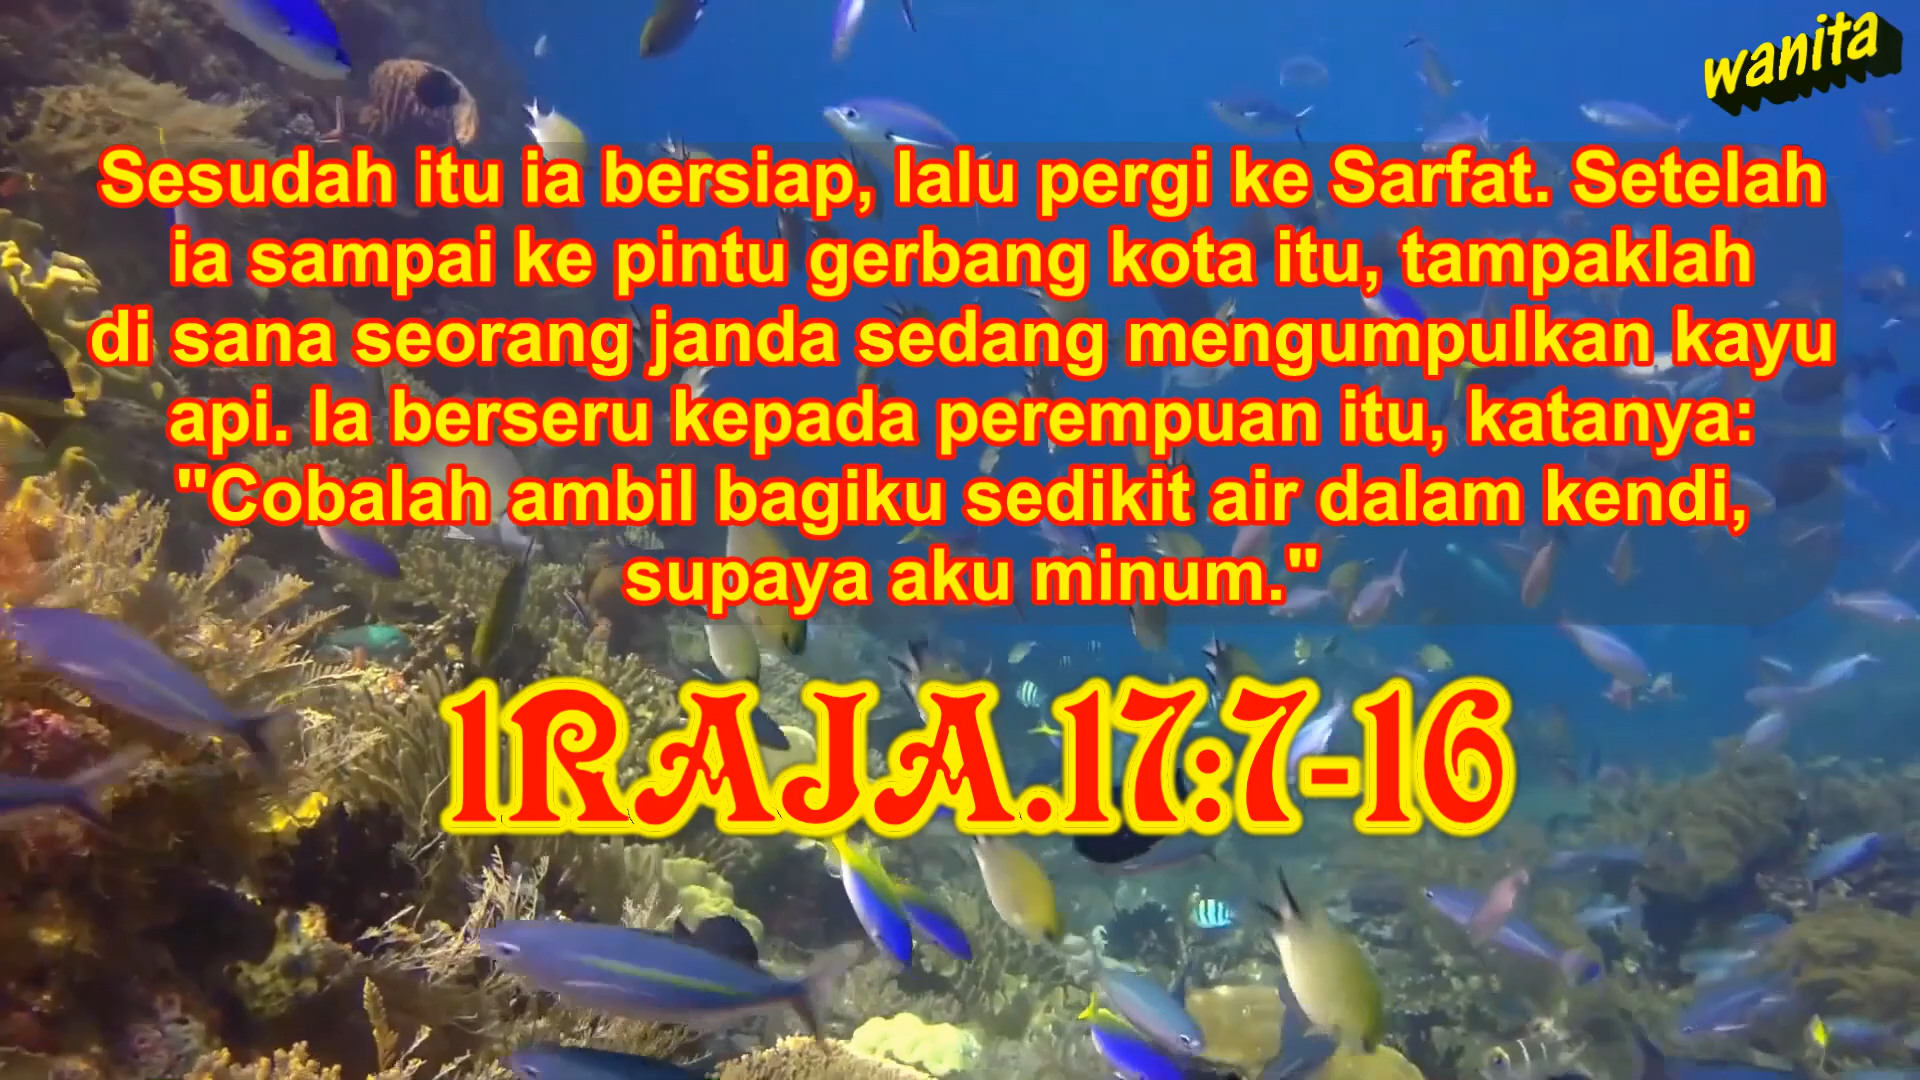 wanita
Sesudah itu ia bersiap, lalu pergi ke Sarfat. Setelah
ia sampai ke pintu gerbang kota itu, tampaklah
di sana seorang janda sedang mengumpulkan kayu
api. Ia berseru kepada perempuan itu, katanya:
"Cobalah ambil bagiku sedikit air dalam kendi,
supaya aku minum."
1RAJA.17:7-16